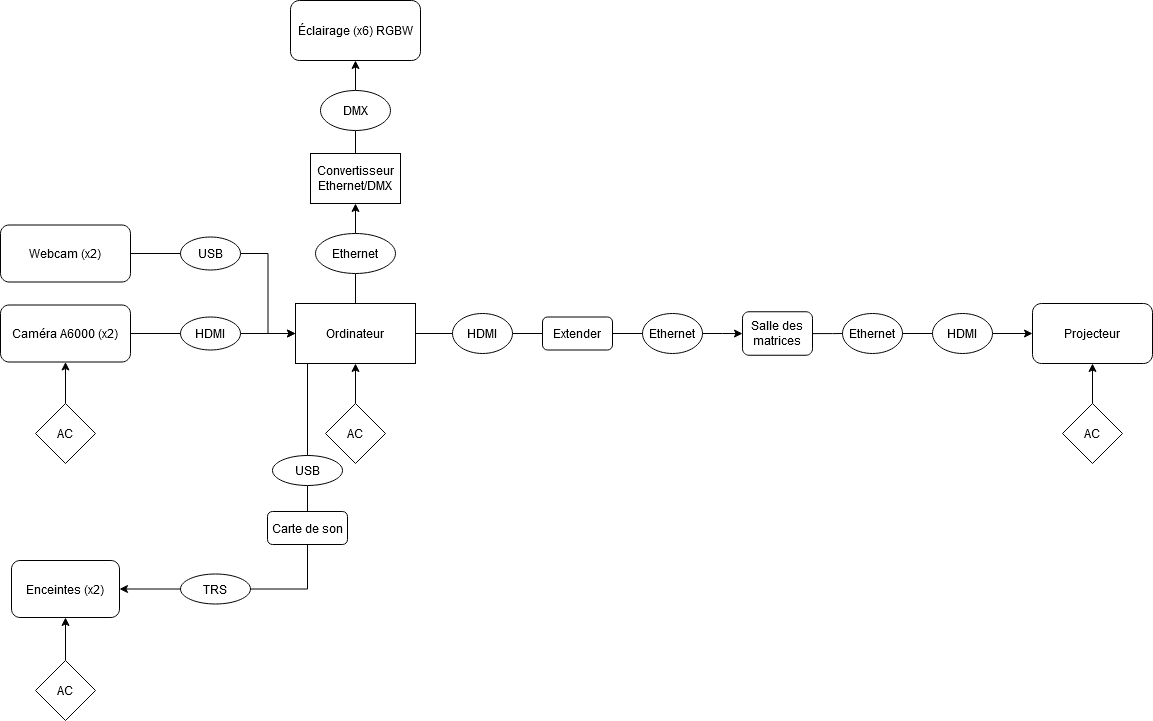 Éclairage (x6) RGBW
DMX
Convertisseur
Ethernet/DMX
Webcam (x2)
USB
Ethernet
Caméra A6000 (x2)
HDMI
Ordinateur
HDMI
Extender
Ethernet
Salle des
matrices
Ethernet
HDMI
Projecteur
AC
AC
AC
USB
Carte de son
Enceintes (x2)
TRS
AC